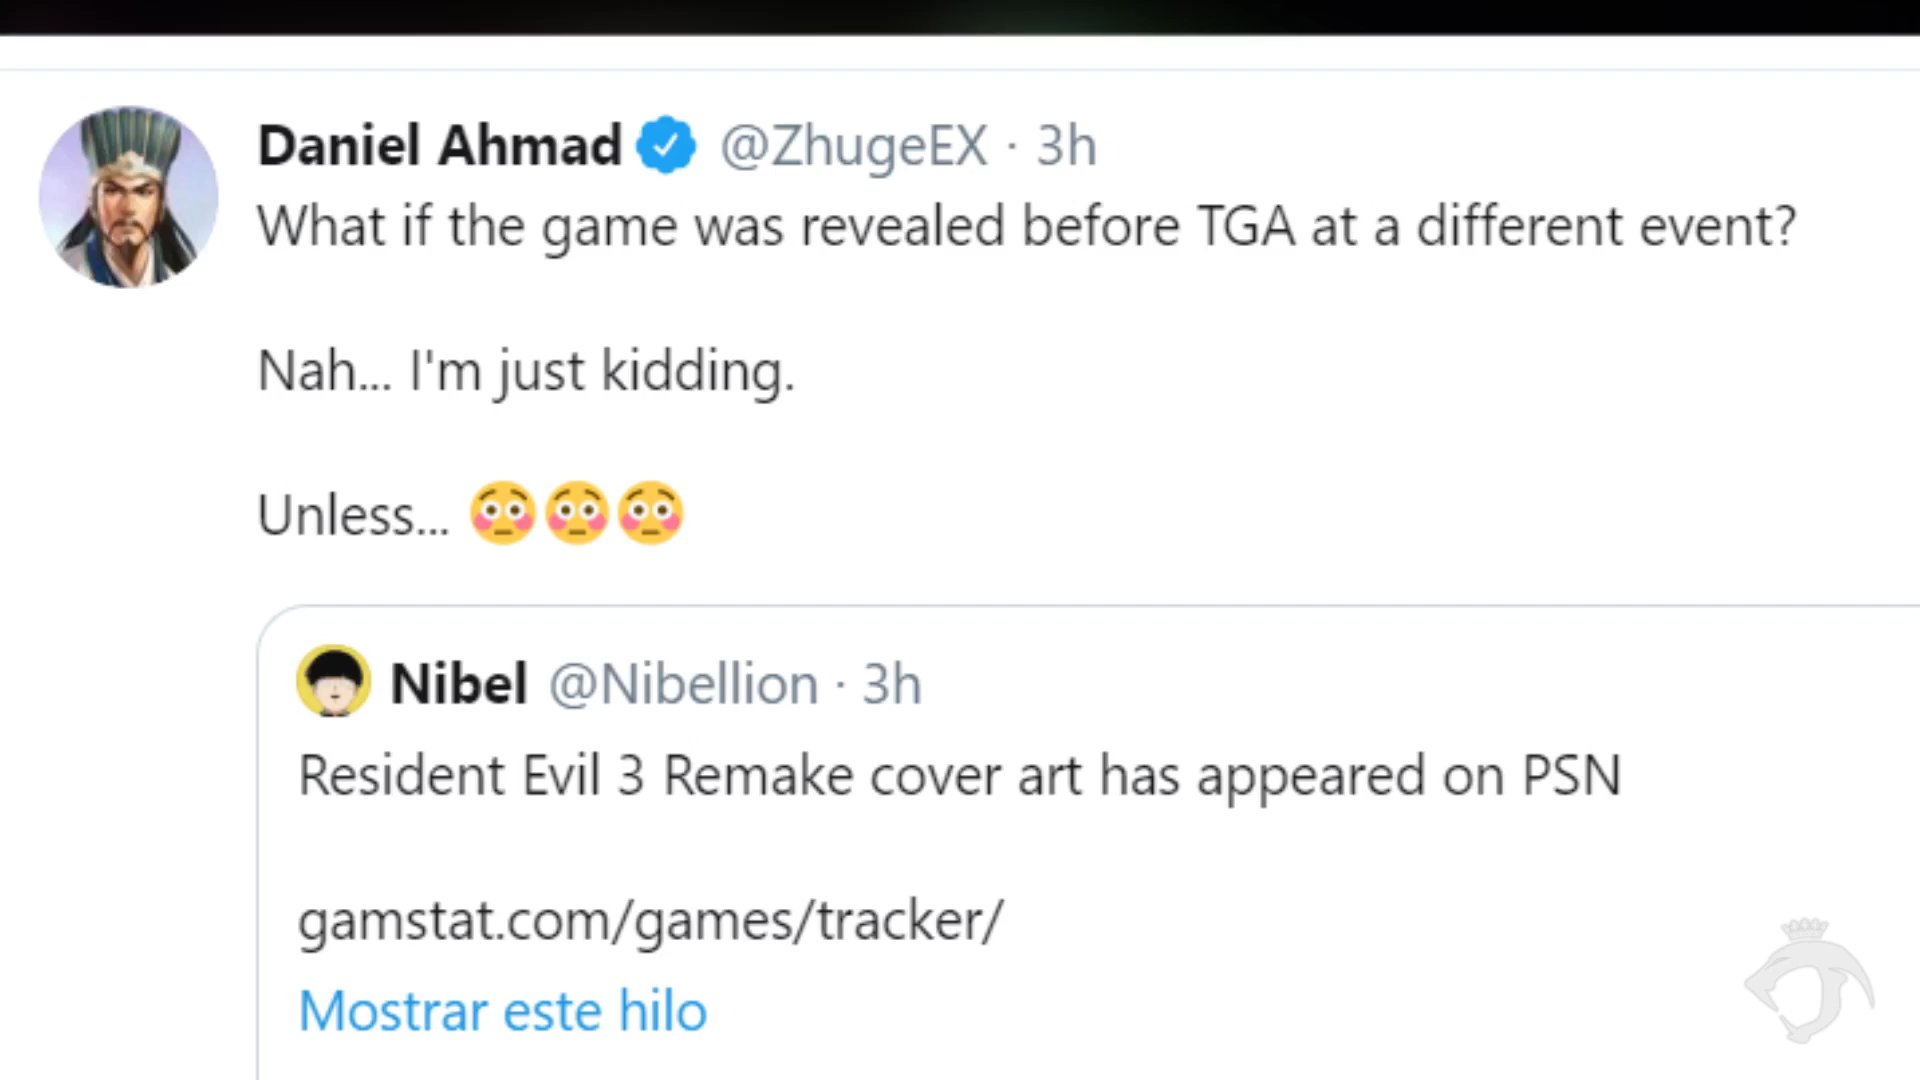 Daniel Ahmad @ZhugeEX · 3h
What if the game was revealed before TGA at a different event?
Nah... I'm just kidding.
Unless... 😳😳😳
Nibel @Nibellion · 3h
Resident Evil 3 Remake cover art has appeared on PSN
gamstat.com/games/tracker/
Mostrar este hilo